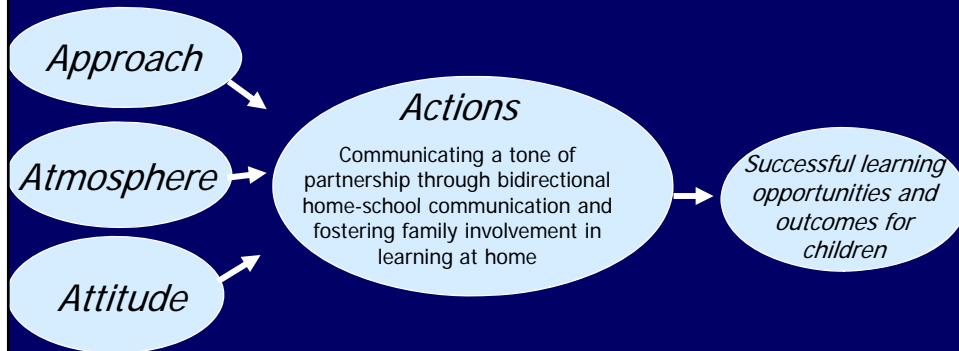 Approach
Atmosphere
Attitude
Actions
Communicating a tone of
partnership through bidirectional
home-school communication and
fostering family involvement in
learning at home
Successful learning
opportunities and
outcomes for
children